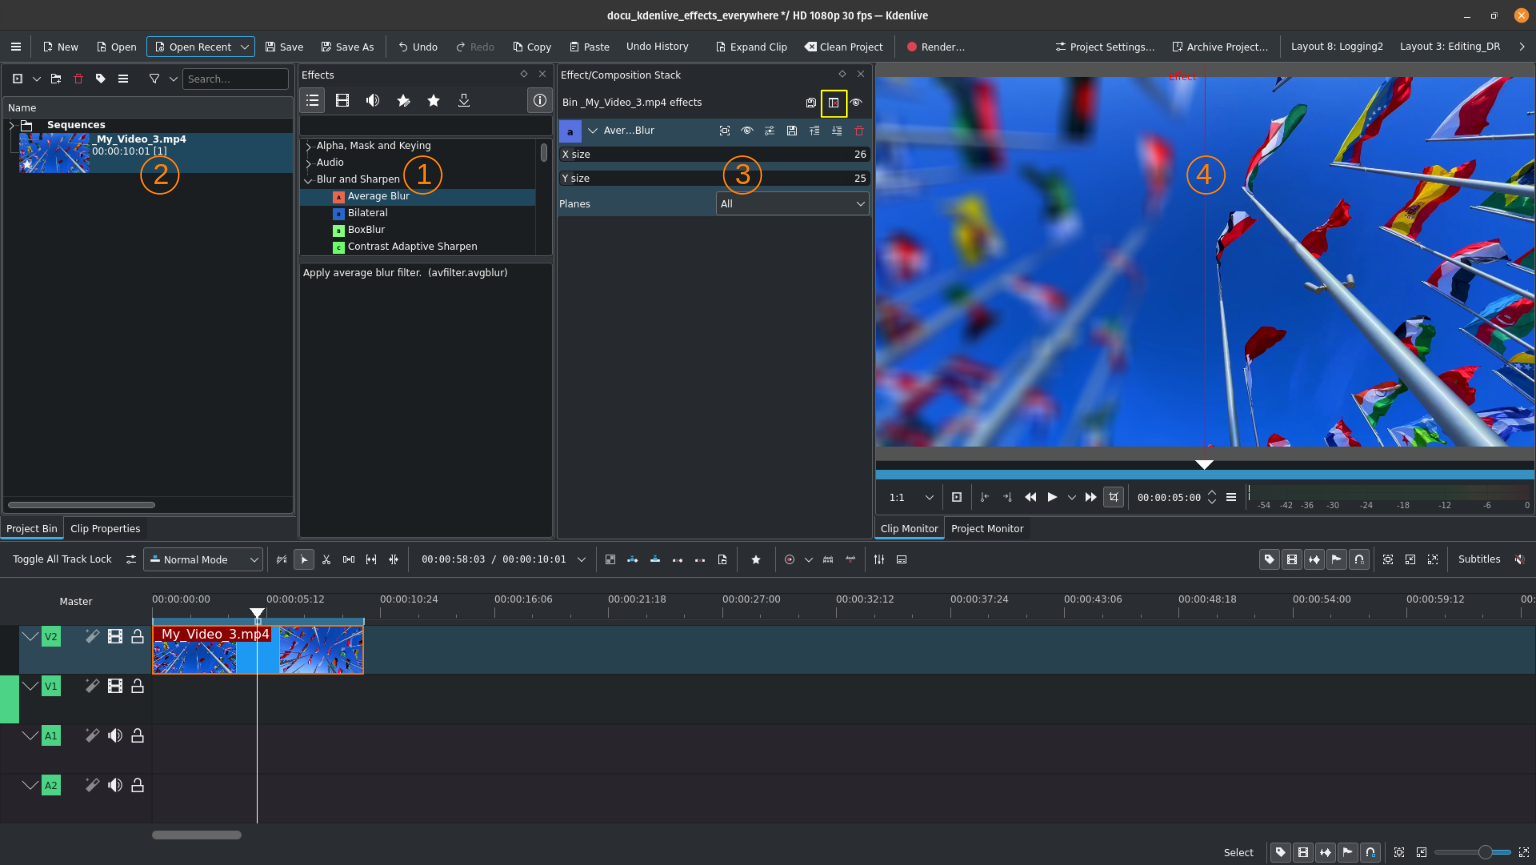 docu_kdenlive_effects_everywhere */ HD 1080p 30 fps — Kdenlive
New Open Open Recent Save Save As Undo Redo Copy Paste Undo History Expand Clip Clean Project Render... Project Settings... Archive Project... Layout 8: Logging2 Layout 3: Editing_DR
Search...
Name
Sequences
_My_Video_3.mp4
00:00:10:01 [1]
2
Project Bin Clip Properties
Effects
Alpha, Mask and Keying
Audio
Blur and Sharpen
1
a Average Blur
Bilateral
BoxBlur
c Contrast Adaptive Sharpen
Apply average blur filter. (avfilter.avgblur)
Effect/Composition Stack
Bin _My_Video_3.mp4 effects
a Aver...Blur
X size 26
Y size 25
3
Planes All
Effect
4
1:1 00:00:05:00 -54 -42 -36 -30 -24 -18 -12 -6 0
Clip Monitor Project Monitor
Toggle All Track Lock Normal Mode 00:00:58:03 / 00:00:10:01 Subtitles
Master 00:00:00:00 00:00:05:12 00:00:10:24 00:00:16:06 00:00:21:18 00:00:27:00 00:00:32:12 00:00:37:24 00:00:43:06 00:00:48:18 00:00:54:00 00:00:59:12 00:
V2 _My_Video_3.mp4
V1
A1
A2
Select